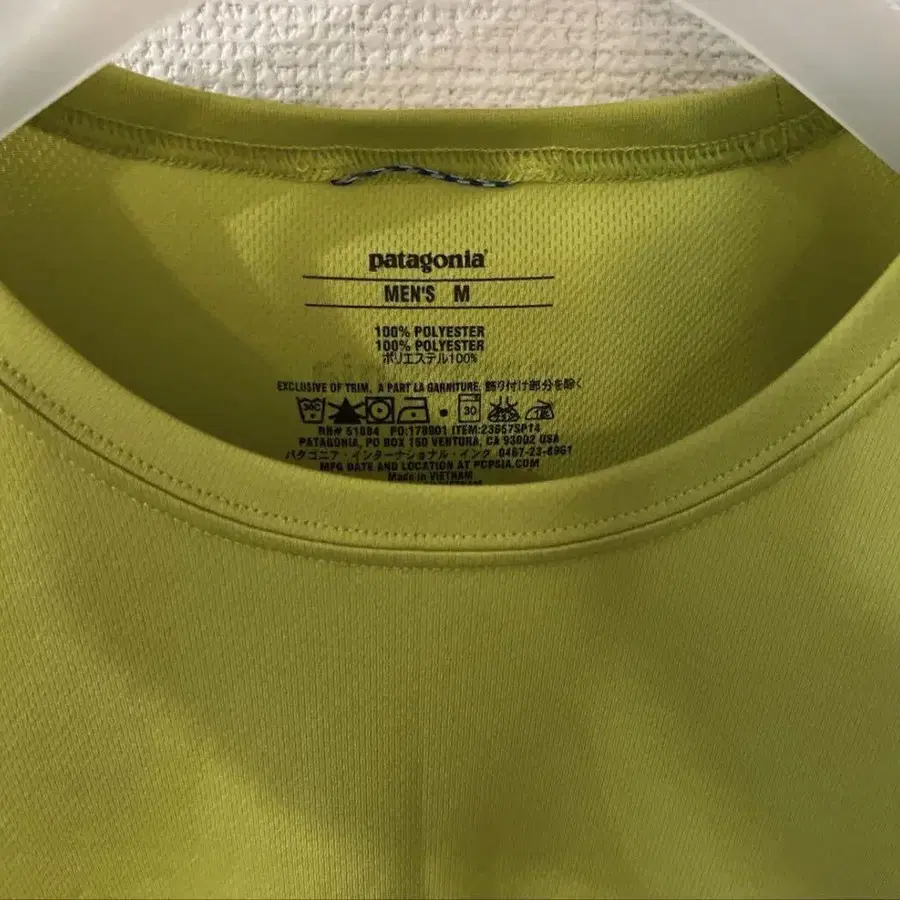 patagonia®
MEN'S M
100% POLYESTER
100% POLYESTER
ポリエステル100%
EXCLUSIVE OF TRIM. A PART LA GARNITURE. 飾り付け部分を除く
30C 30
RN# 51884 PO:178801 ITEM:23657SP14
PATAGONIA, PO BOX 150 VENTURA, CA 93002 USA
パタゴニア・インターナショナル・インク 0467-23-8961
MFG DATE AND LOCATION AT PCPSIA.COM
Made in VIETNAM